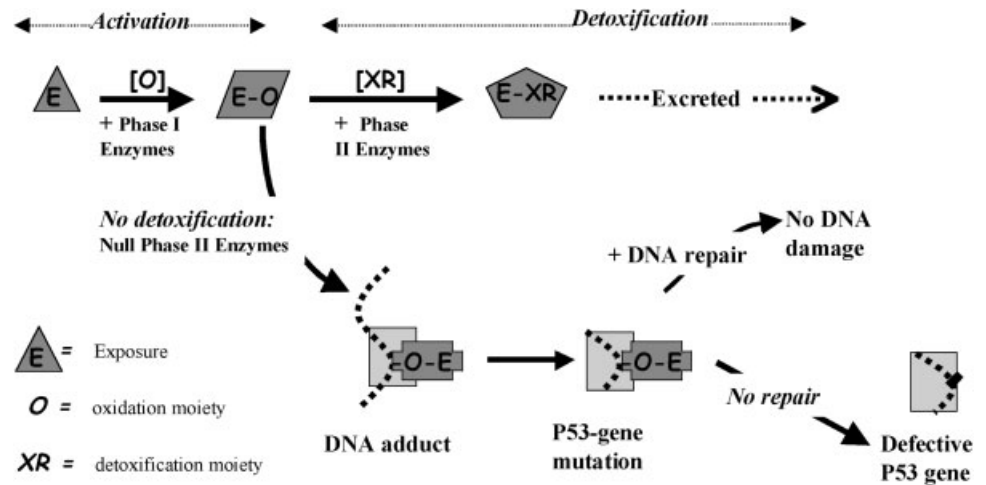 Activation
Detoxification
E
[O]
+ Phase I
Enzymes
E-O
[XR]
+ Phase
II Enzymes
E-XR
Excreted
No detoxification:
Null Phase II Enzymes
+ DNA repair
No DNA
damage
E = Exposure
O = oxidation moiety
XR = detoxification moiety
O-E
DNA adduct
O-E
P53-gene
mutation
No repair
Defective
P53 gene